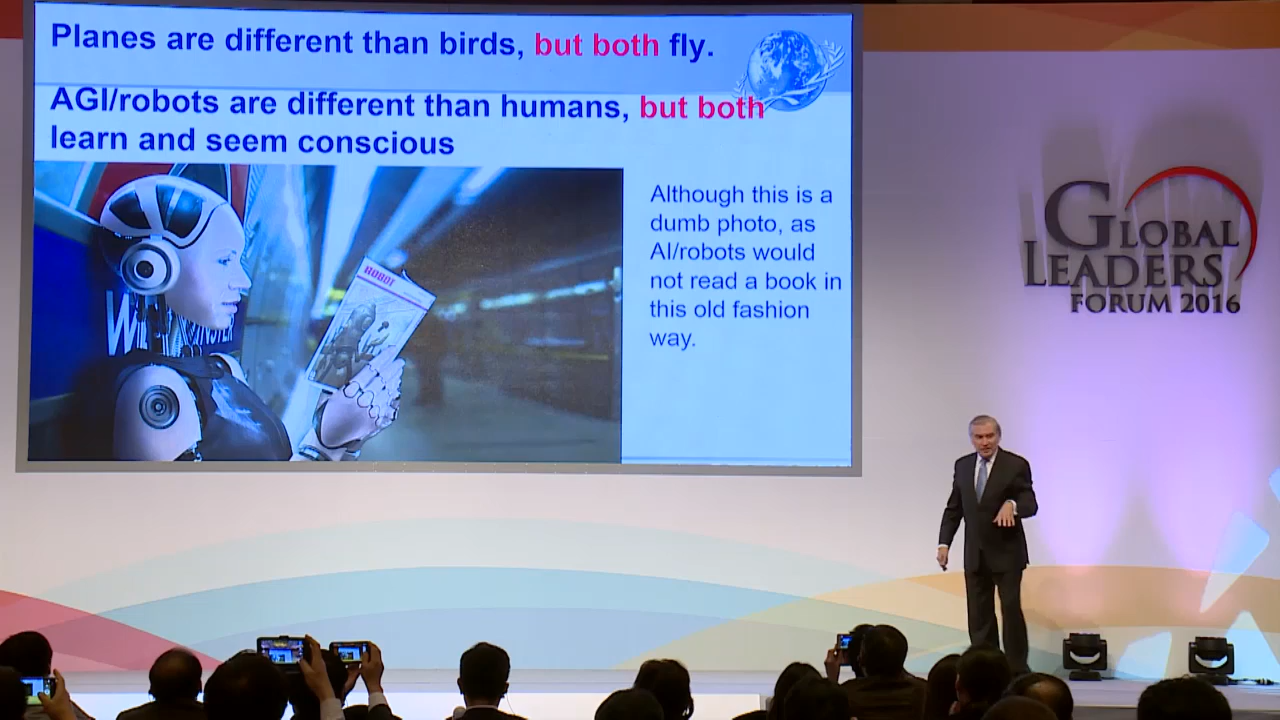 Planes are different than birds, but both fly.
AGI/robots are different than humans, but both
learn and seem conscious
Although this is a
dumb photo, as
AI/robots would
not read a book in
this old fashion
way.
ROBOT
GLOBAL
LEADERS
FORUM 2016